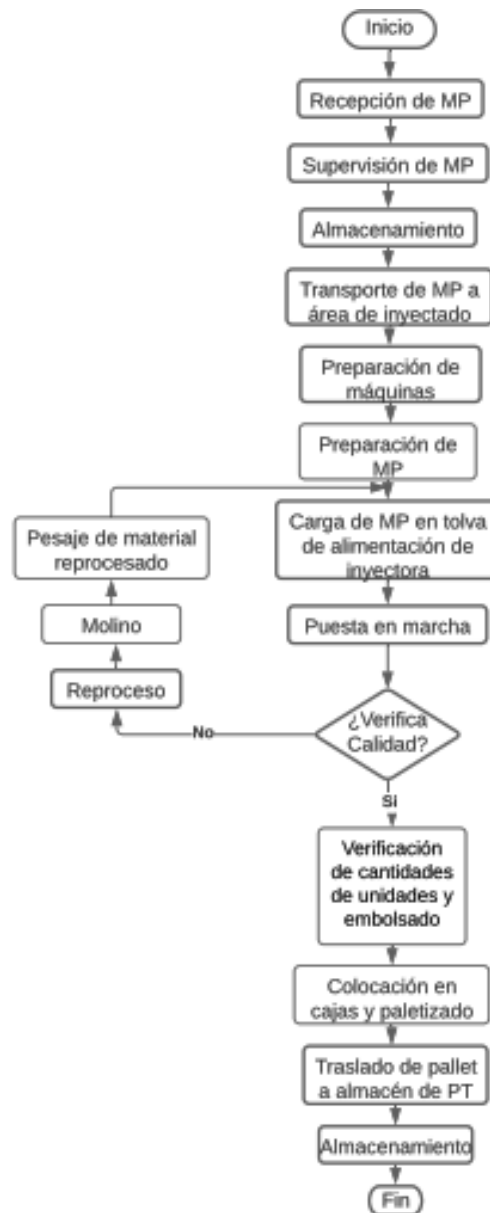 Inicio
Recepción de MP
Supervisión de MP
Almacenamiento
Transporte de MP a
área de inyectado
Preparación de
máquinas
Preparación de
MP
Carga de MP en tolva
de alimentación de
inyectora
Puesta en marcha
¿Verifica
Calidad?
No
Reproceso
Molino
Pesaje de material
reprocesado
Si
Verificación
de cantidades
de unidades y
embolsado
Colocación en
cajas y paletizado
Traslado de pallet
a almacén de PT
Almacenamiento
Fin